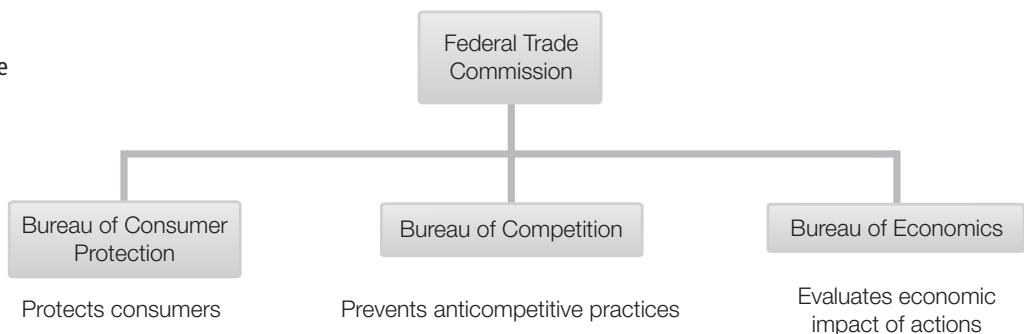 Federal Trade
Commission
Bureau of Consumer
Protection
Bureau of Competition
Bureau of Economics
Protects consumers
Prevents anticompetitive practices
Evaluates economic
impact of actions